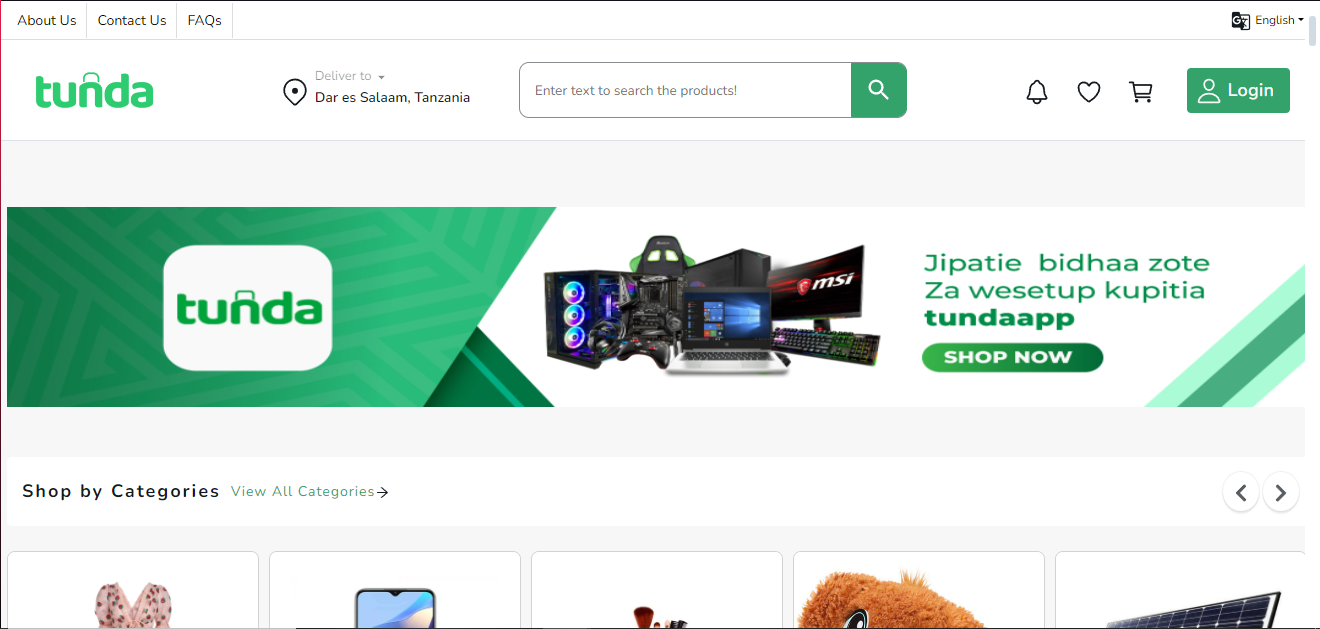 About Us
Contact Us
FAQs
English
tunda
Deliver to
Dar es Salaam, Tanzania
Enter text to search the products!
Login
tunda
msi
Jipatie bidhaa zote
Za wesetup kupitia
tundaapp
SHOP NOW
Shop by Categories
View All Categories